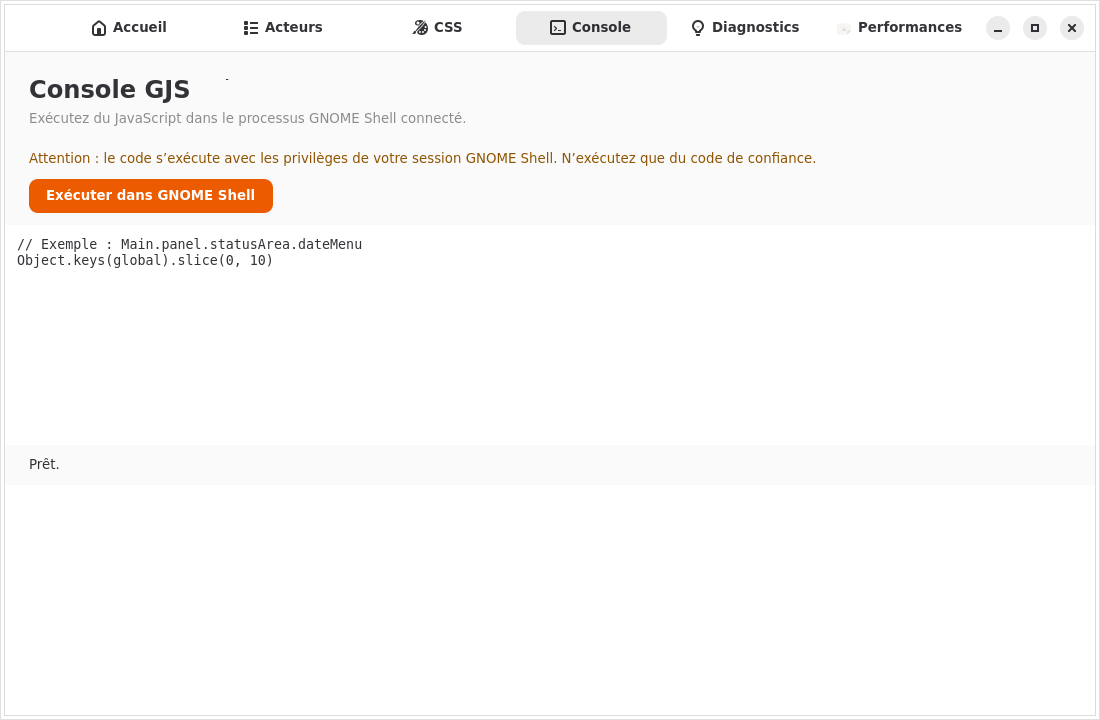 Accueil
Acteurs
CSS
Console
Diagnostics
Performances
Console GJS
Exécutez du JavaScript dans le processus GNOME Shell connecté.
Attention : le code s’exécute avec les privilèges de votre session GNOME Shell. N’exécutez que du code de confiance.
Exécuter dans GNOME Shell
// Exemple : Main.panel.statusArea.dateMenu
Object.keys(global).slice(0, 10)
Prêt.